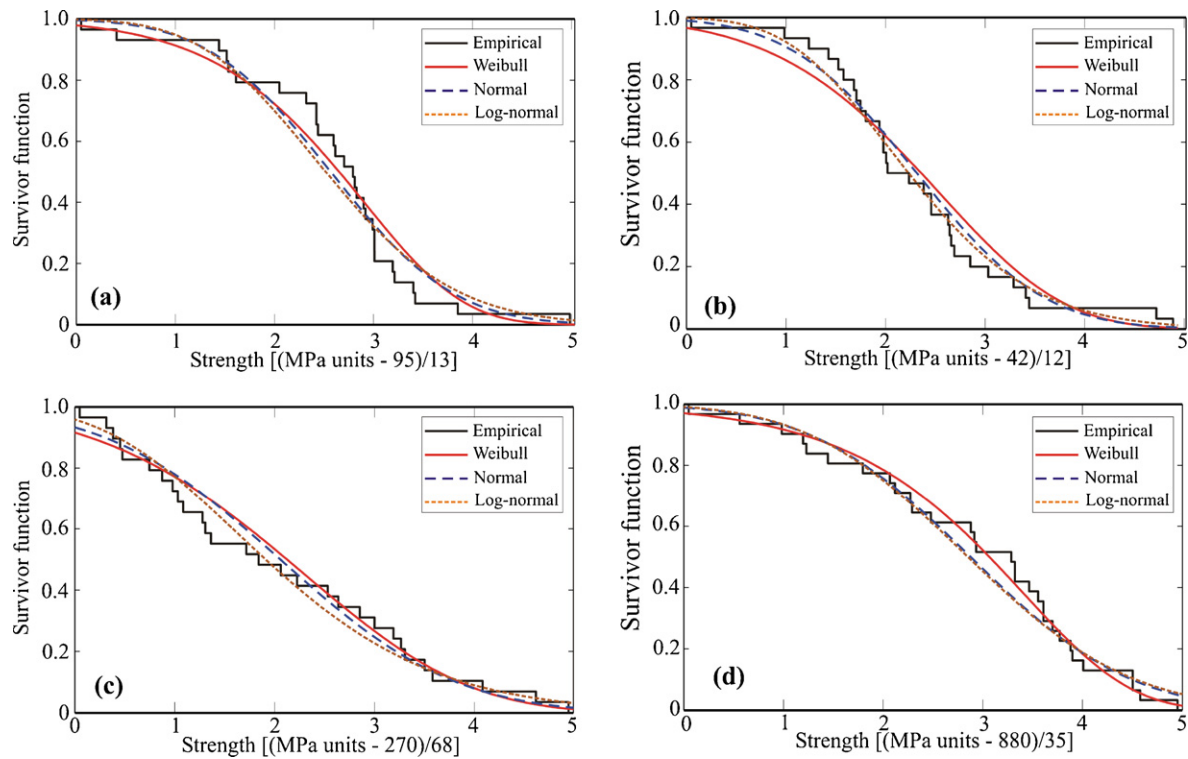 1.0
0.8
0.6
0.4
0.2
0
Survivor function
Empirical
Weibull
Normal
Log-normal
(a)
0 1 2 3 4 5
Strength [(MPa units - 95)/13]
1.0
0.8
0.6
0.4
0.2
0
Survivor function
Empirical
Weibull
Normal
Log-normal
(b)
0 1 2 3 4 5
Strength [(MPa units - 42)/12]
1.0
0.8
0.6
0.4
0.2
0
Survivor function
Empirical
Weibull
Normal
Log-normal
(c)
0 1 2 3 4 5
Strength [(MPa units - 270)/68]
1.0
0.8
0.6
0.4
0.2
0
Survivor function
Empirical
Weibull
Normal
Log-normal
(d)
0 1 2 3 4 5
Strength [(MPa units - 880)/35]